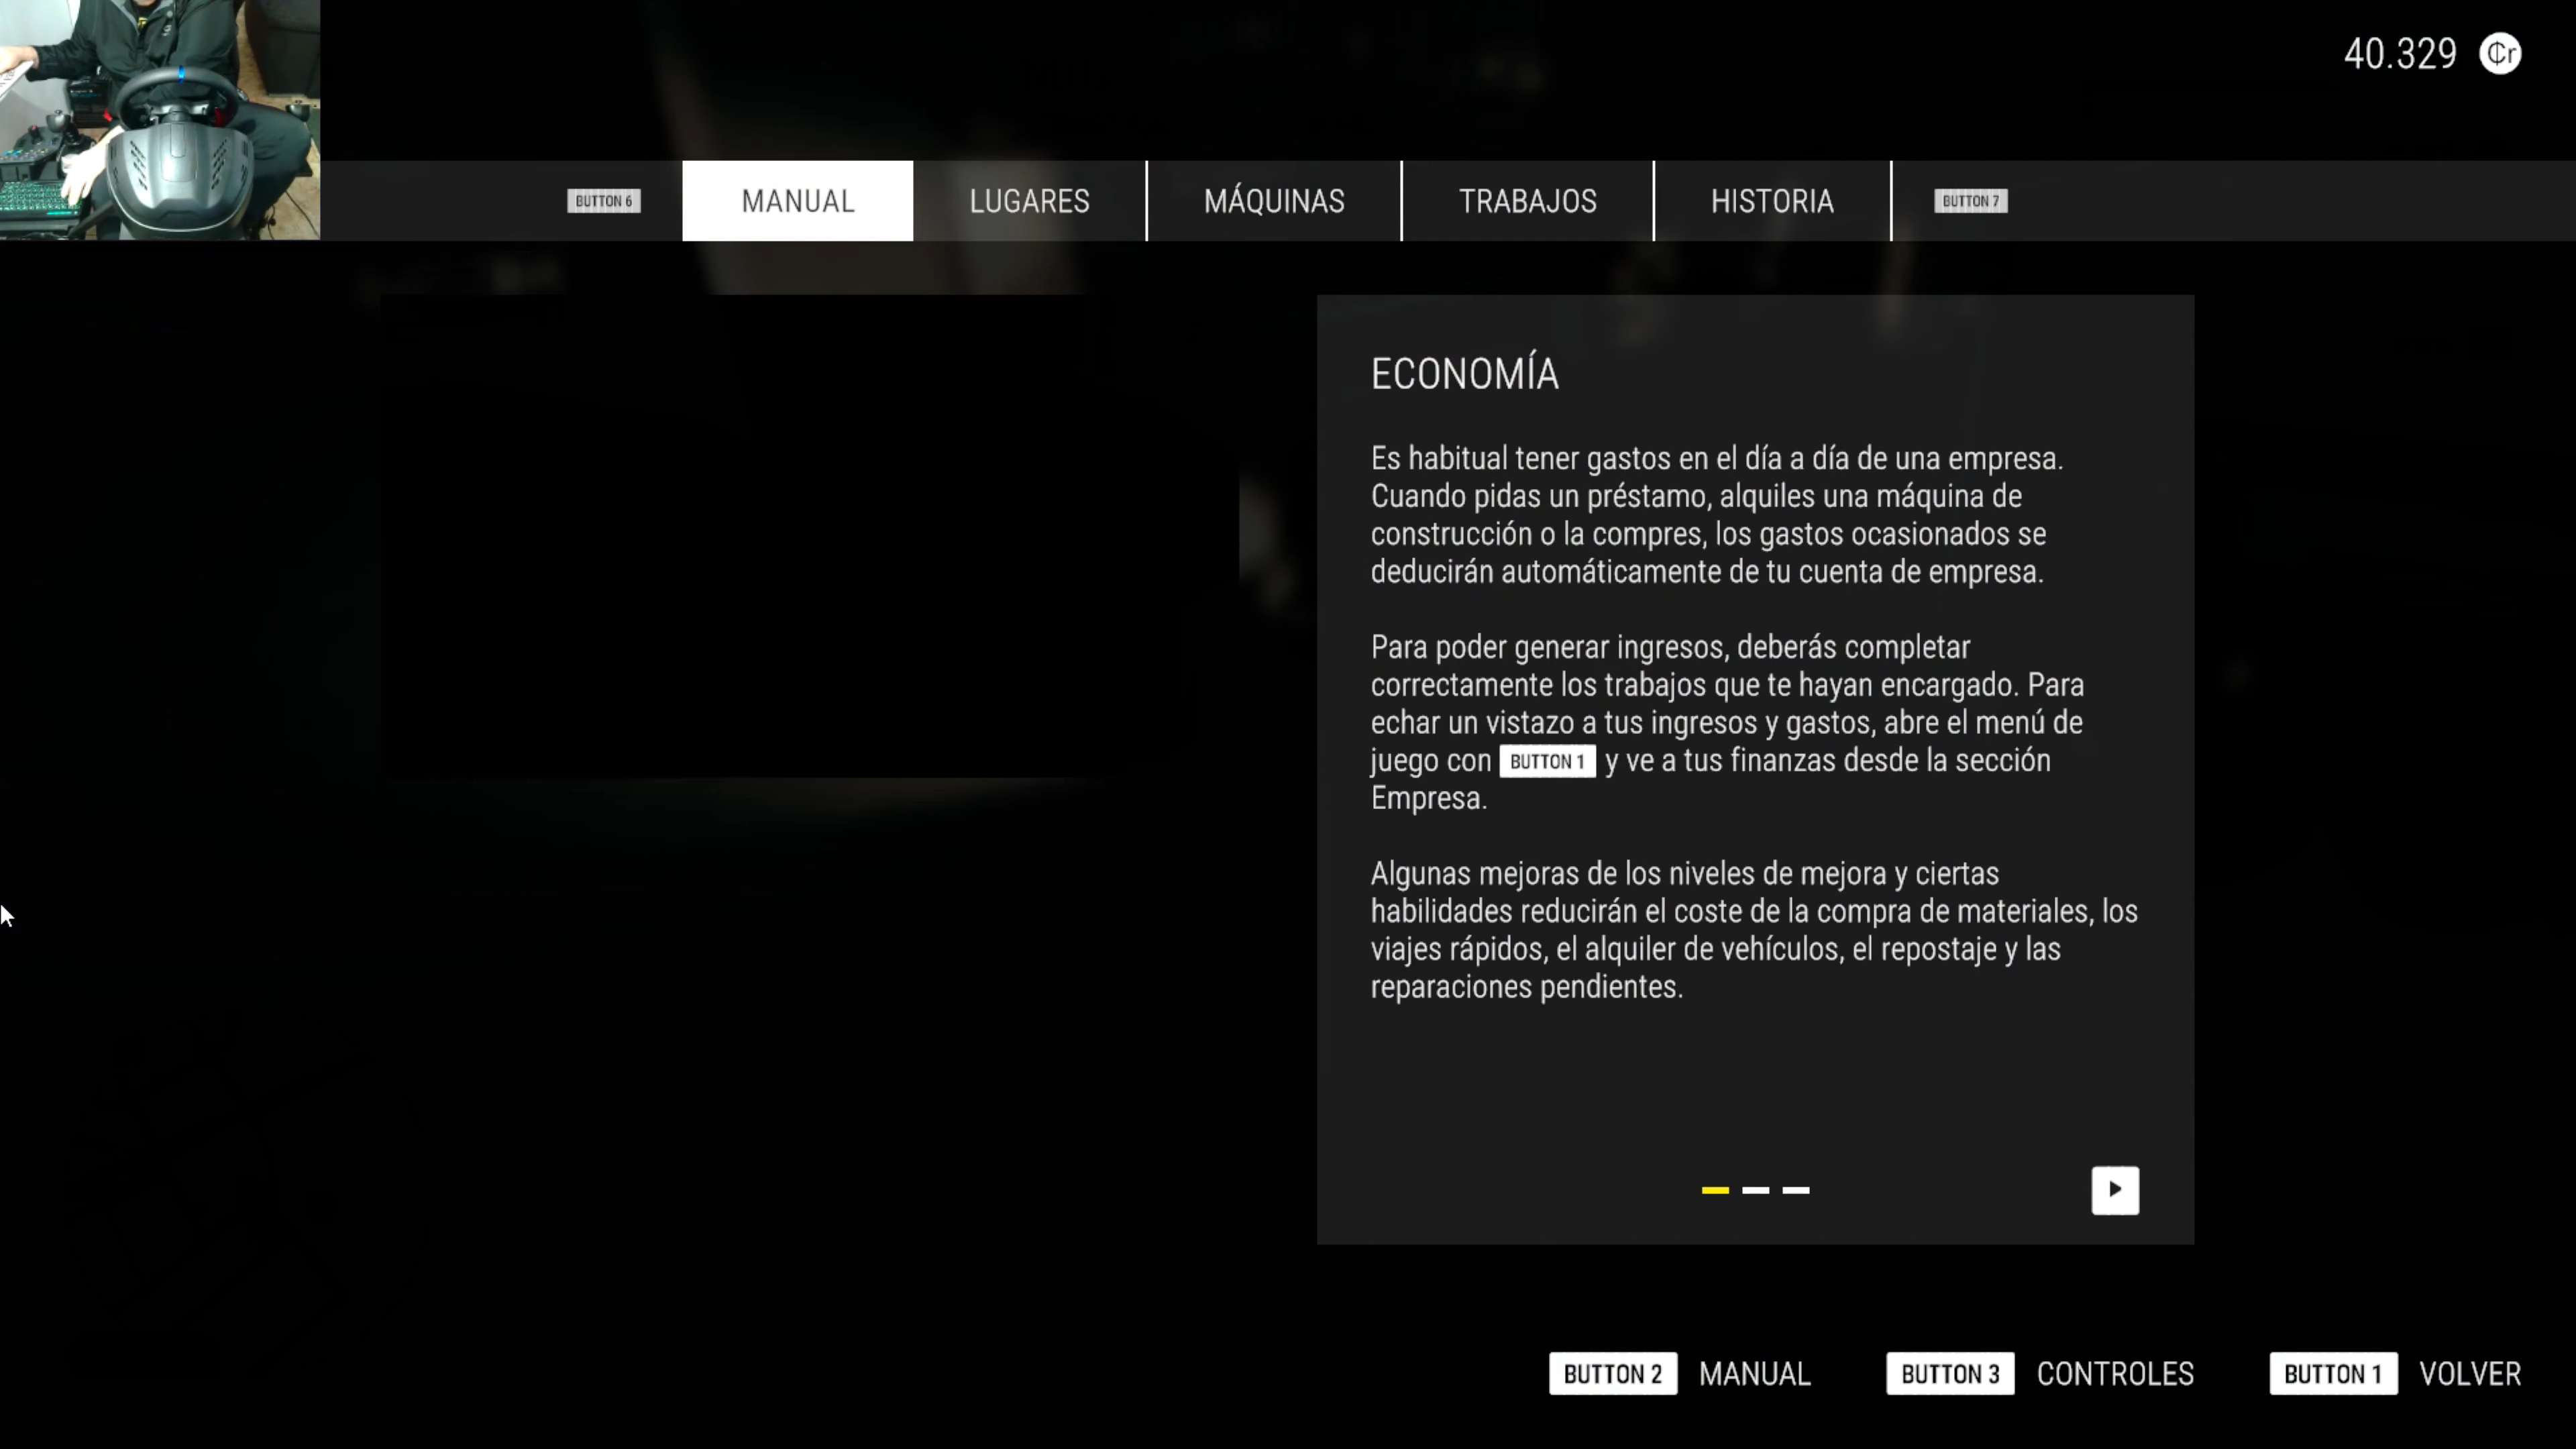 40.329 ₵r
BUTTON 6 MANUAL LUGARES MÁQUINAS TRABAJOS HISTORIA BUTTON 7
ECONOMÍA
Es habitual tener gastos en el día a día de una empresa.
Cuando pidas un préstamo, alquiles una máquina de
construcción o la compres, los gastos ocasionados se
deducirán automáticamente de tu cuenta de empresa.
Para poder generar ingresos, deberás completar
correctamente los trabajos que te hayan encargado. Para
echar un vistazo a tus ingresos y gastos, abre el menú de
juego con BUTTON 1 y ve a tus finanzas desde la sección
Empresa.
Algunas mejoras de los niveles de mejora y ciertas
habilidades reducirán el coste de la compra de materiales, los
viajes rápidos, el alquiler de vehículos, el repostaje y las
reparaciones pendientes.
BUTTON 2 MANUAL BUTTON 3 CONTROLES BUTTON 1 VOLVER